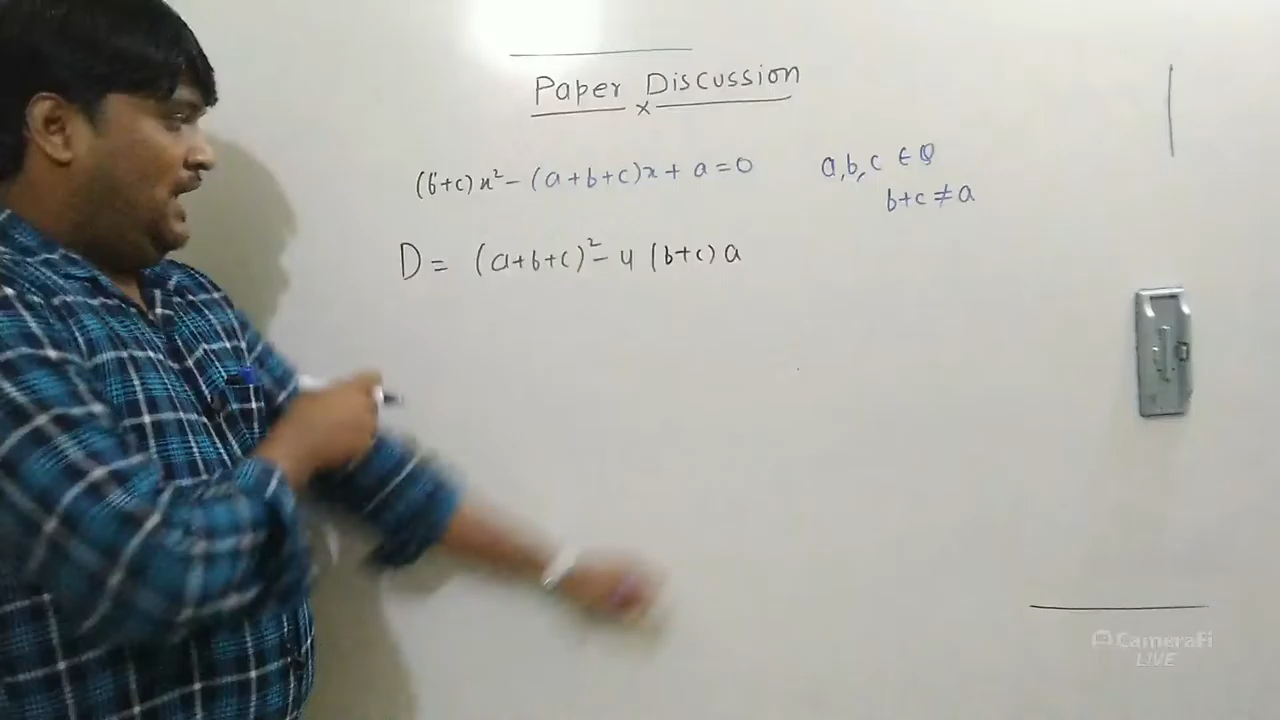 Paper Discussion
x
(b+c)x² - (a+b+c)x + a = 0
a,b,c ∈ Q
b+c ≠ a
D = (a+b+c)² - 4 (b+c) a
CameraFi
LIVE